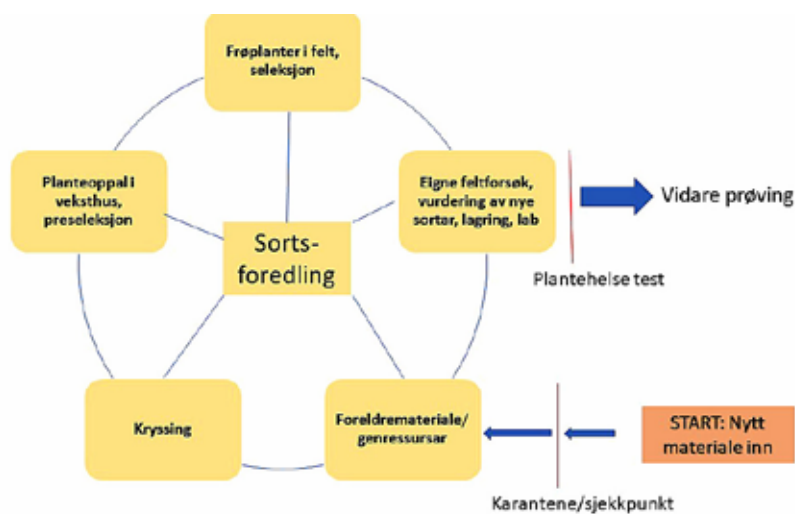 Frøplanter i felt,
seleksjon
Planteoppal i
veksthus,
preseleksjon
Eigne feltforsøk,
vurdering av nye
sortar, lagring, lab
Vidare prøving
Sorts-
foredling
Plantehelse test
Kryssing
Foreldremateriale/
genressursar
START: Nytt
materiale inn
Karantene/sjekkpunkt